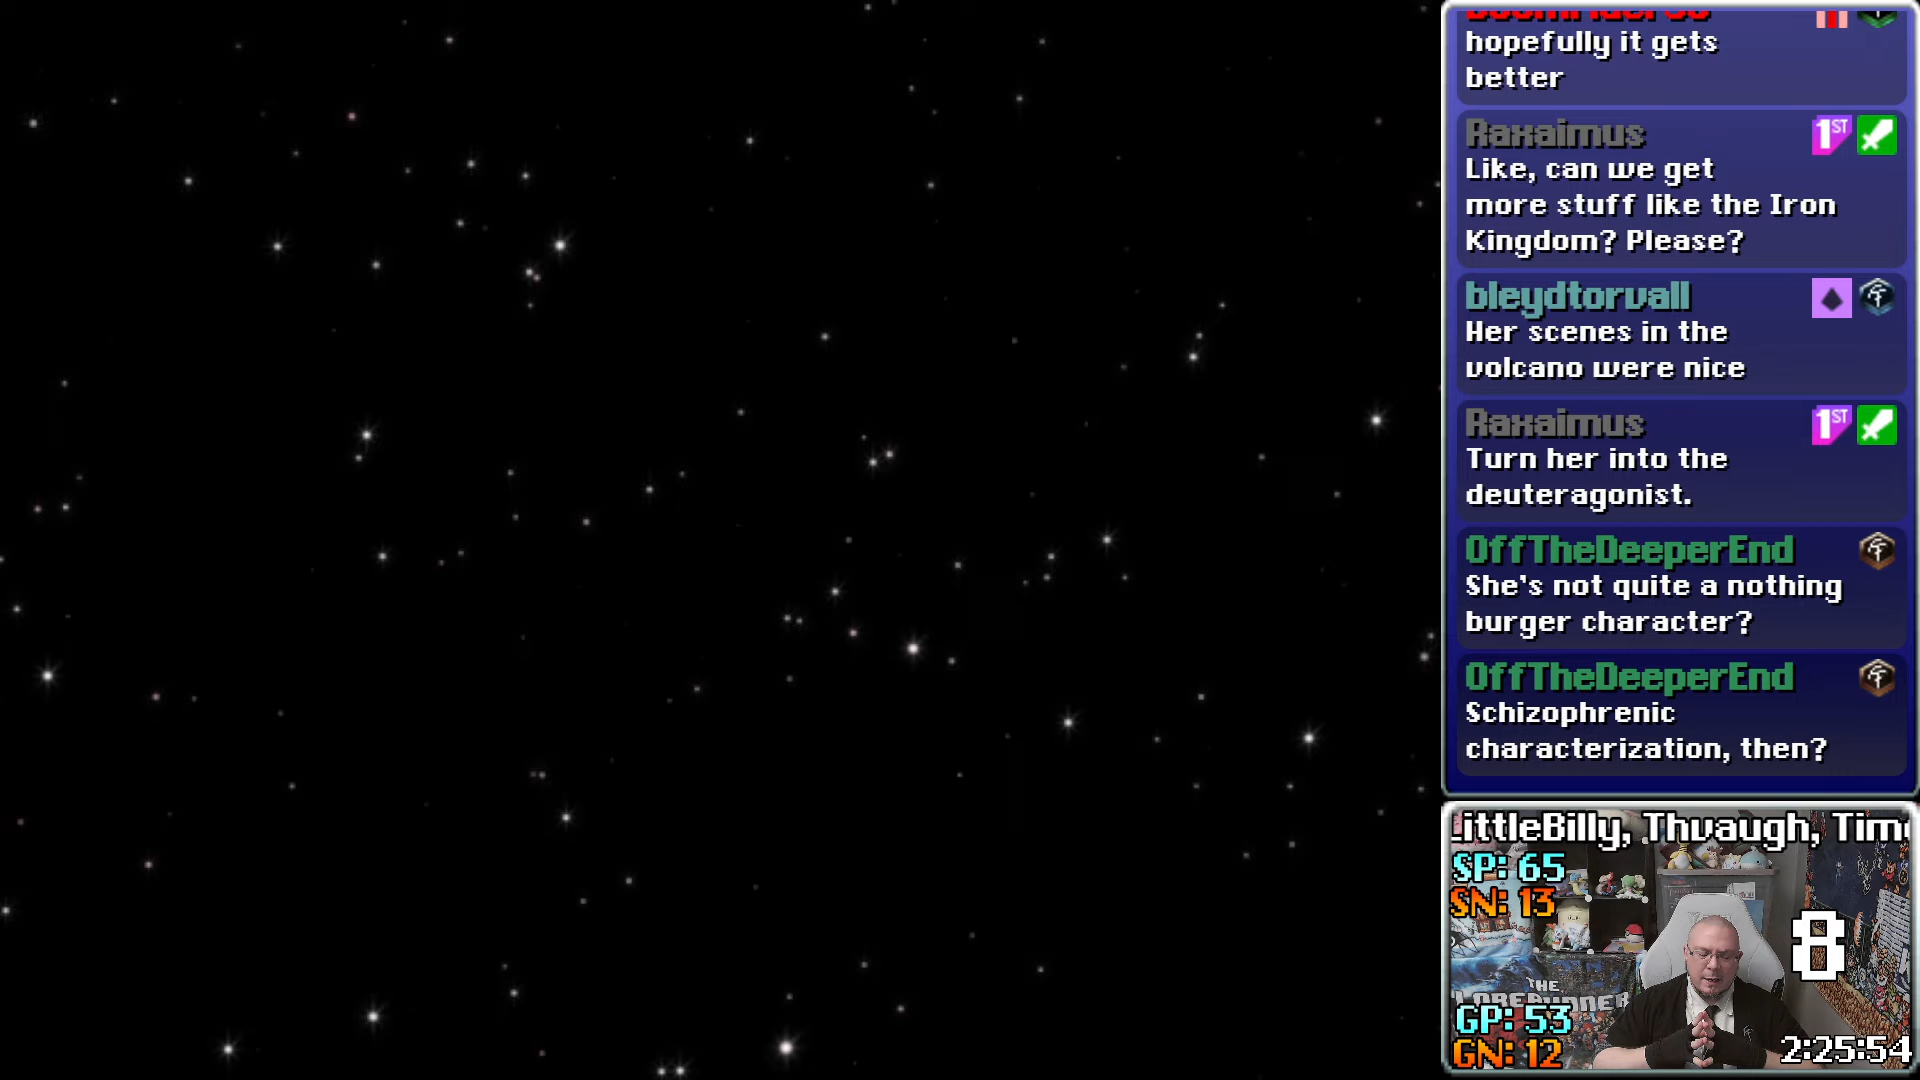 hopefully it gets
better
Raxaimus
1ST
Like, can we get
more stuff like the Iron
Kingdom? Please?
bleydtorvall
Her scenes in the
volcano were nice
Raxaimus
1ST
Turn her into the
deuteragonist.
OffTheDeeperEnd
She's not quite a nothing
burger character?
OffTheDeeperEnd
Schizophrenic
characterization, then?
LittleBilly, Thvaugh, Tim
SP: 65
SN: 13
8
THE
LORERUNNER
GP: 53
GN: 12
2:25:54